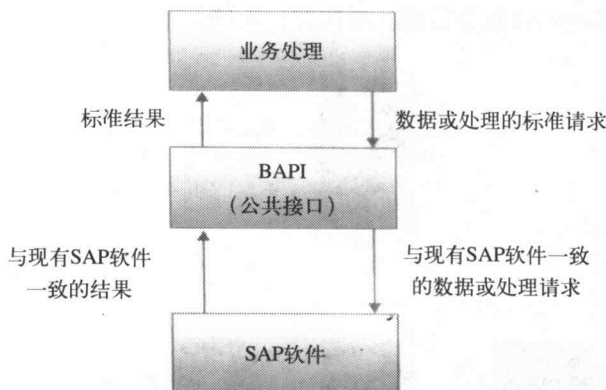 业务处理
标准结果
数据或处理的标准请求
BAPI
（公共接口）
与现有SAP软件
一致的结果
与现有SAP软件一致
的数据或处理请求
SAP软件